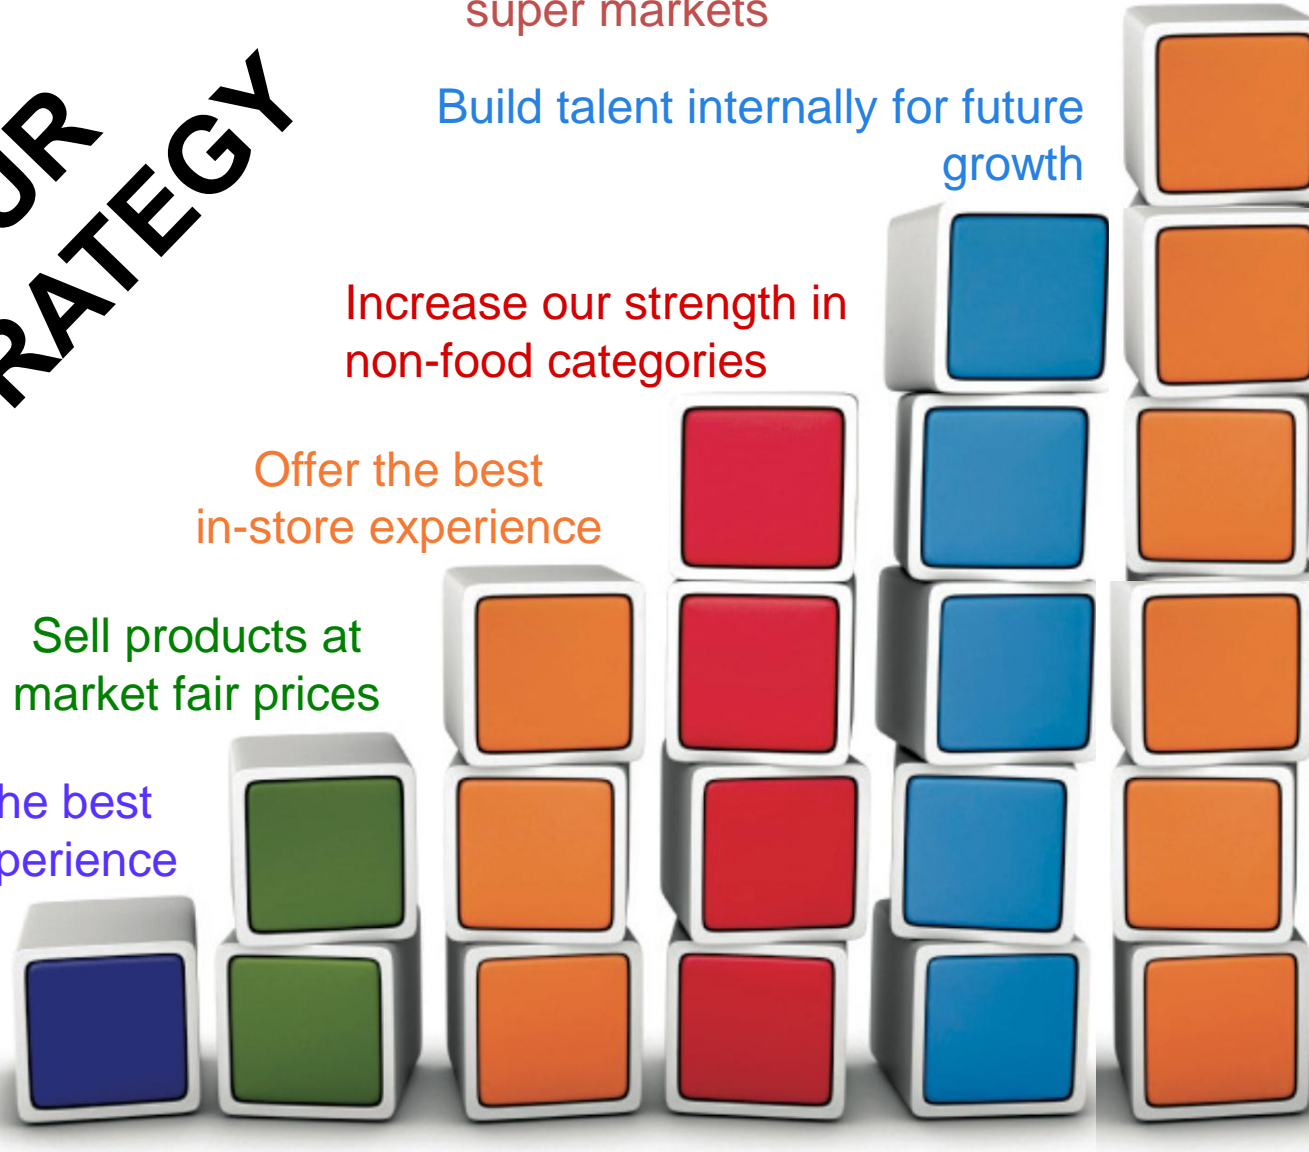 super markets
UR
RATEGY
Build talent internally for future
growth
Increase our strength in
non-food categories
Offer the best
in-store experience
Sell products at
market fair prices
he best
perience